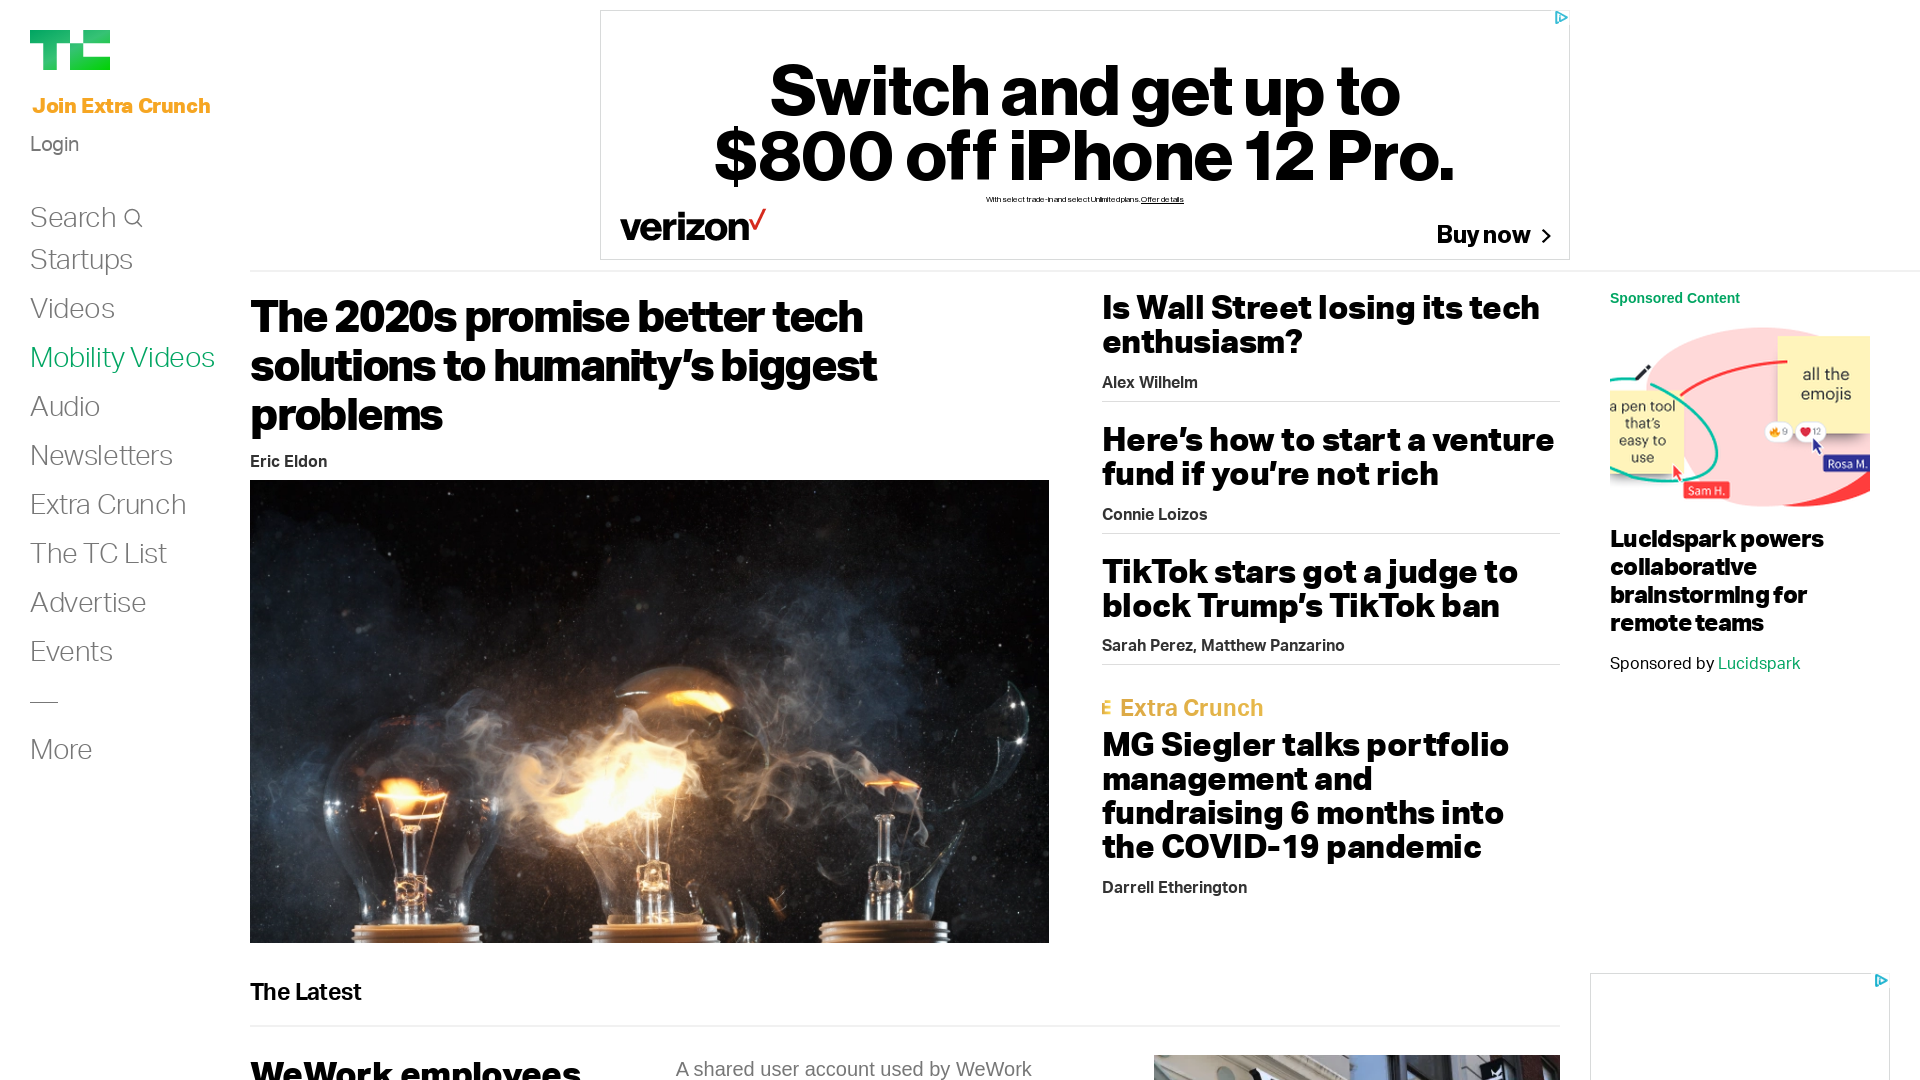 TC
Join Extra Crunch
Login
Search
Startups
Videos
Mobility Videos
Audio
Newsletters
Extra Crunch
The TC List
Advertise
Events
More
Switch and get up to
$800 off iPhone 12 Pro.
With select trade-in and select Unlimited plans. Offer details
verizon
Buy now
The 2020s promise better tech
solutions to humanity’s biggest
problems
Eric Eldon
Is Wall Street losing its tech
enthusiasm?
Alex Wilhelm
Here’s how to start a venture
fund if you’re not rich
Connie Loizos
TikTok stars got a judge to
block Trump’s TikTok ban
Sarah Perez, Matthew Panzarino
Extra Crunch
MG Siegler talks portfolio
management and
fundraising 6 months into
the COVID-19 pandemic
Darrell Etherington
Sponsored Content
all the
emojis
a pen tool
that’s
easy to
use
9
12
Rosa M.
Sam H.
Lucidspark powers
collaborative
brainstorming for
remote teams
Sponsored by Lucidspark
The Latest
WeWork employees
A shared user account used by WeWork